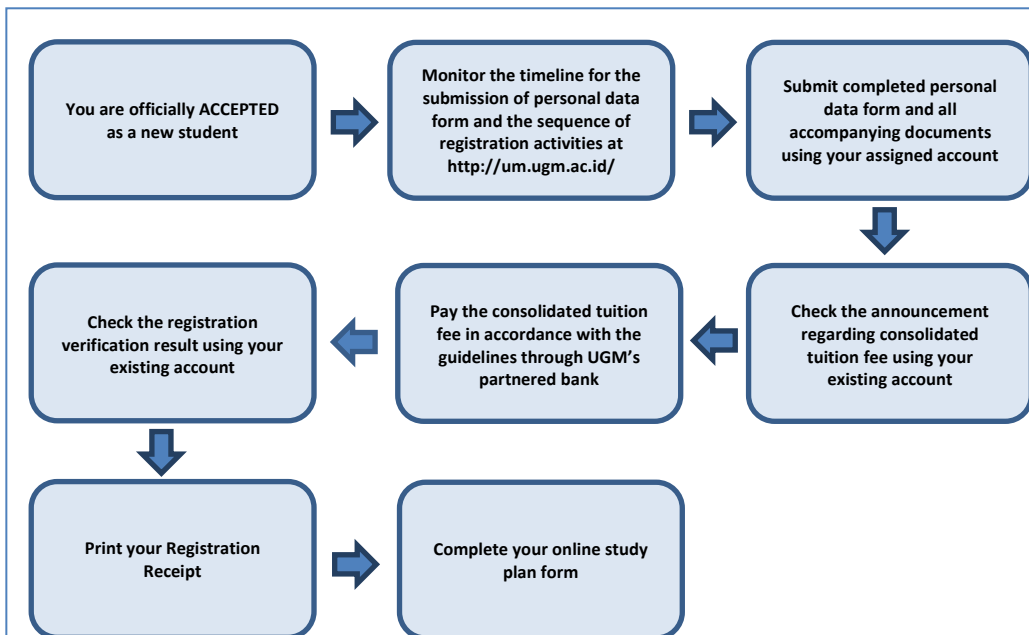 You are officially ACCEPTED
as a new student
Monitor the timeline for the
submission of personal data
form and the sequence of
registration activities at
http://um.ugm.ac.id/
Submit completed personal
data form and all
accompanying documents
using your assigned account
Check the announcement
regarding consolidated
tuition fee using your
existing account
Pay the consolidated tuition
fee in accordance with the
guidelines through UGM’s
partnered bank
Check the registration
verification result using your
existing account
Print your Registration
Receipt
Complete your online study
plan form